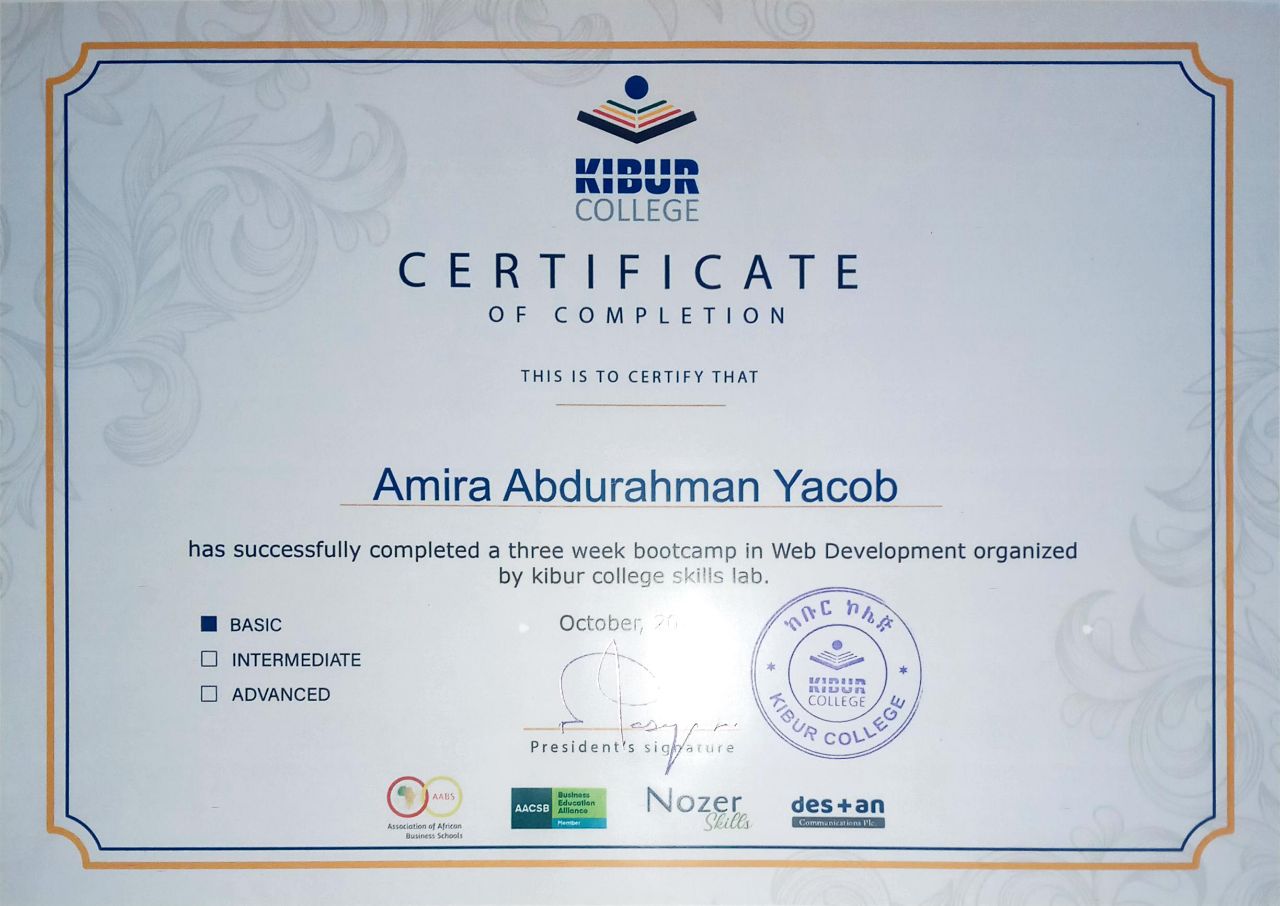 KIBUR
COLLEGE
CERTIFICATE
OF COMPLETION
THIS IS TO CERTIFY THAT
Amira Abdurahman Yacob
has successfully completed a three week bootcamp in Web Development organized
by kibur college skills lab.
October, 20
BASIC
INTERMEDIATE
ADVANCED
President's signature
ክቡር ኮሌጅ
KIBUR
COLLEGE
KIBUR COLLEGE
AABS
Association of African
Business Schools
AACSB
Business
Education
Alliance
Member
Nozer
Skills
des+an
Communications Plc.